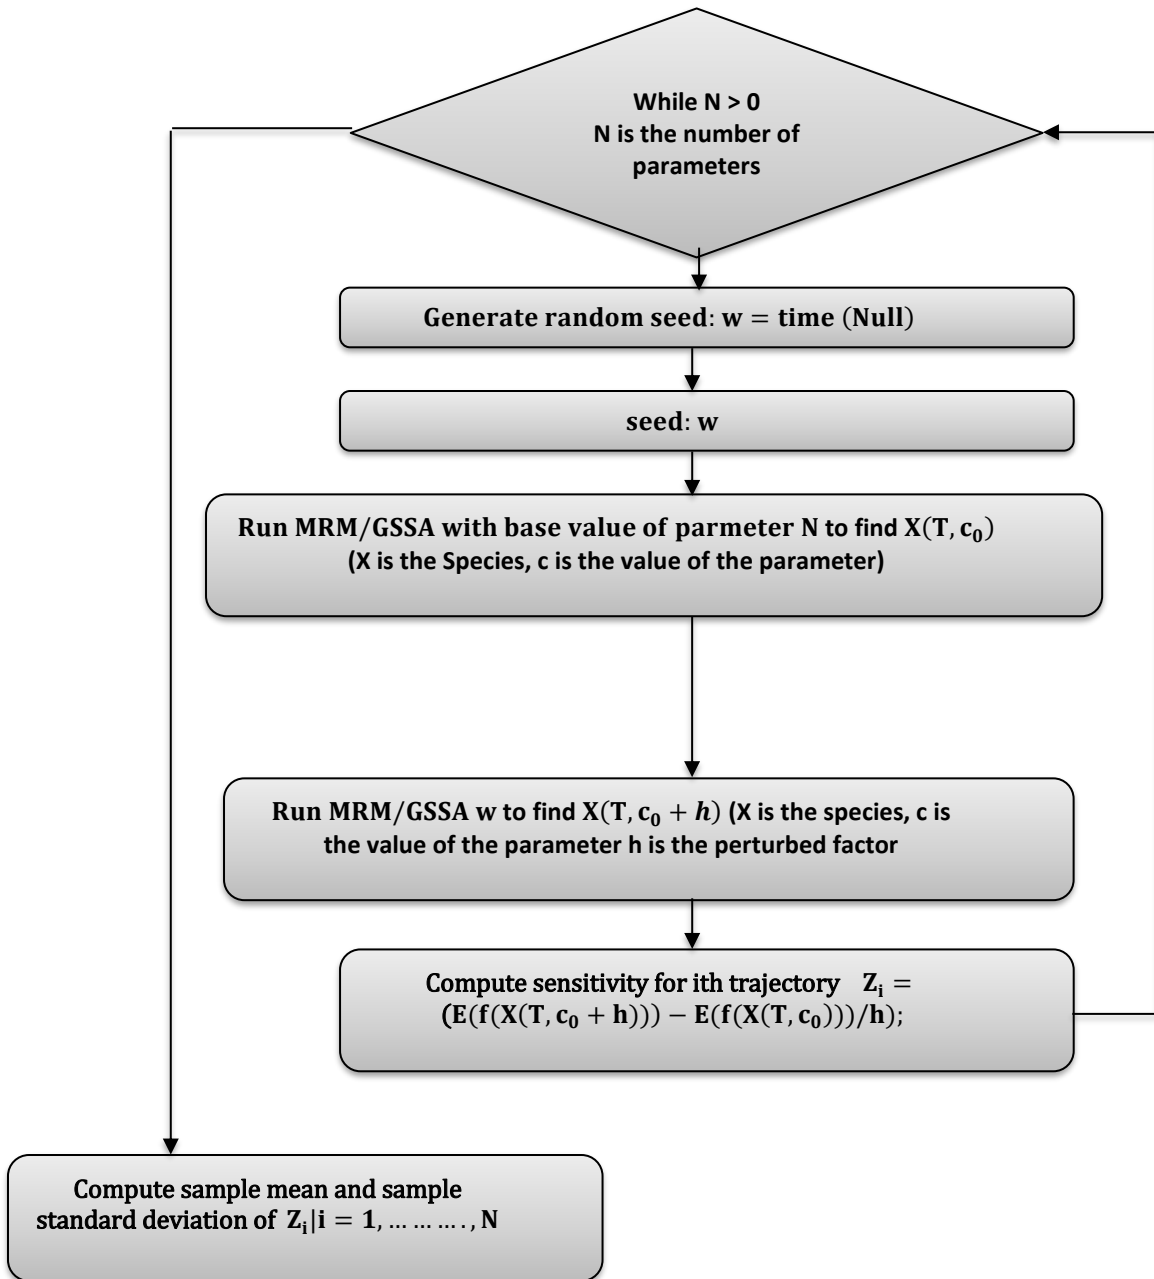 While N > 0
N is the number of
parameters
Generate random seed: w = time (Null)
seed: w
Run MRM/GSSA with base value of parmeter N to find X(T, c₀)
(X is the Species, c is the value of the parameter)
Run MRM/GSSA w to find X(T, c₀ + h) (X is the species, c is
the value of the parameter h is the perturbed factor
Compute sensitivity for ith trajectory Zᵢ =
(E(f(X(T, c₀ + h))) − E(f(X(T, c₀)))/h);
Compute sample mean and sample
standard deviation of Zᵢ|i = 1, … … … . , N